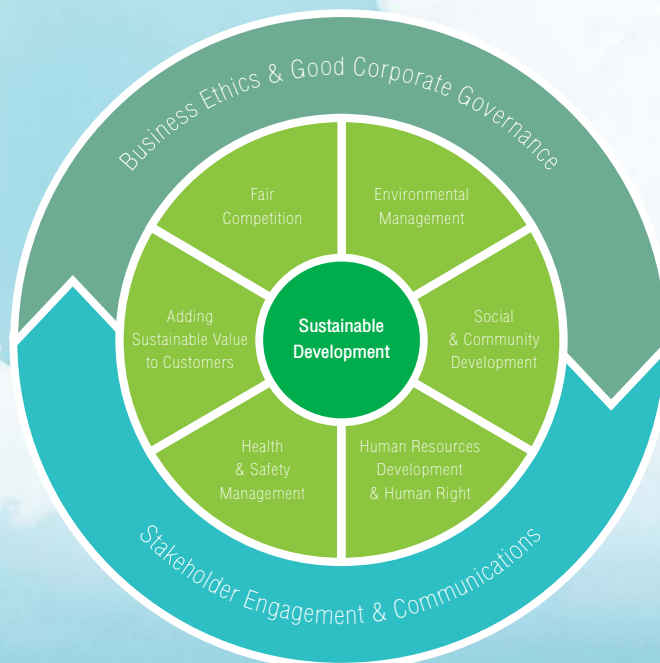 Business Ethics & Good Corporate Governance
Fair
Competition
Environmental
Management
Adding
Sustainable Value
to Customers
Sustainable
Development
Social
& Community
Development
Health
& Safety
Management
Human Resources
Development
& Human Right
Stakeholder Engagement & Communications